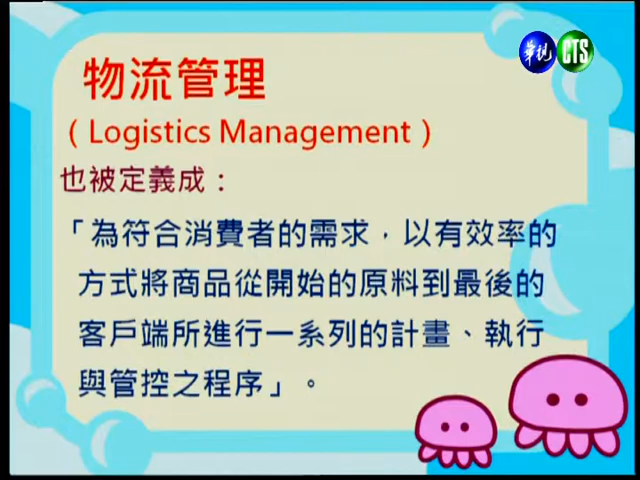 華視 CTS
物流管理
（Logistics Management）
也被定義成：
「為符合消費者的需求，以有效率的
方式將商品從開始的原料到最後的
客戶端所進行一系列的計畫、執行
與管控之程序」。